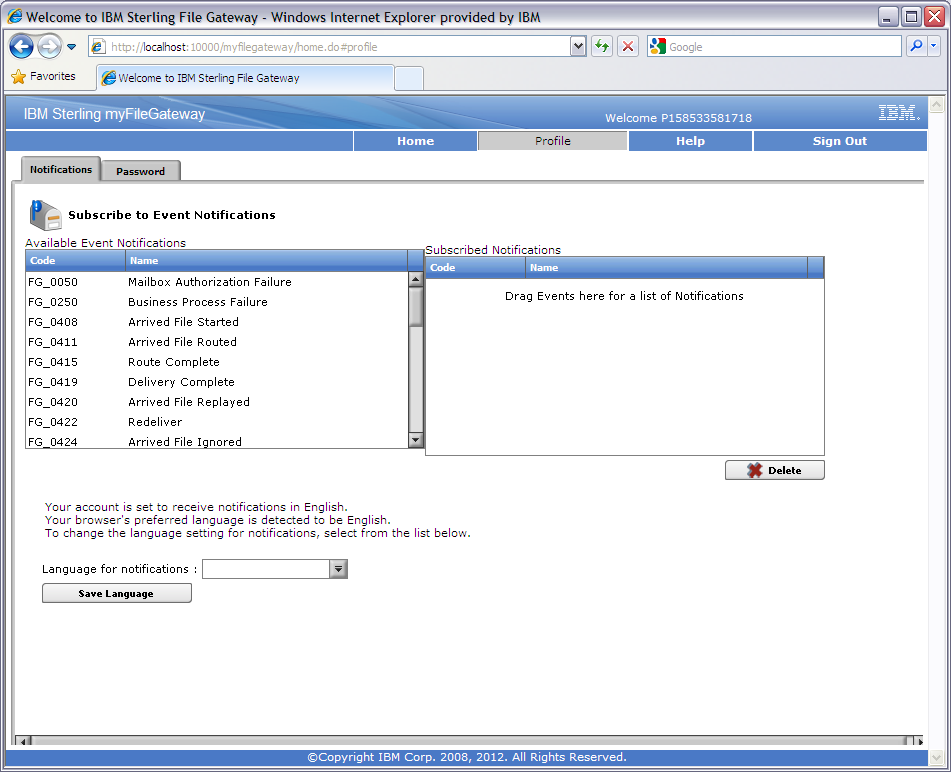 Welcome to IBM Sterling File Gateway - Windows Internet Explorer provided by IBM
http://localhost:10000/myfilegateway/home.do#profile
Google
Favorites
Welcome to IBM Sterling File Gateway
IBM Sterling myFileGateway
Welcome P158533581718
IBM.
Home Profile Help Sign Out
Notifications Password
Subscribe to Event Notifications
Available Event Notifications
Code Name
FG_0050 Mailbox Authorization Failure
FG_0250 Business Process Failure
FG_0408 Arrived File Started
FG_0411 Arrived File Routed
FG_0415 Route Complete
FG_0419 Delivery Complete
FG_0420 Arrived File Replayed
FG_0422 Redeliver
FG_0424 Arrived File Ignored
Subscribed Notifications
Code Name
Drag Events here for a list of Notifications
Delete
Your account is set to receive notifications in English.
Your browser's preferred language is detected to be English.
To change the language setting for notifications, select from the list below.
Language for notifications :
Save Language
©Copyright IBM Corp. 2008, 2012. All Rights Reserved.